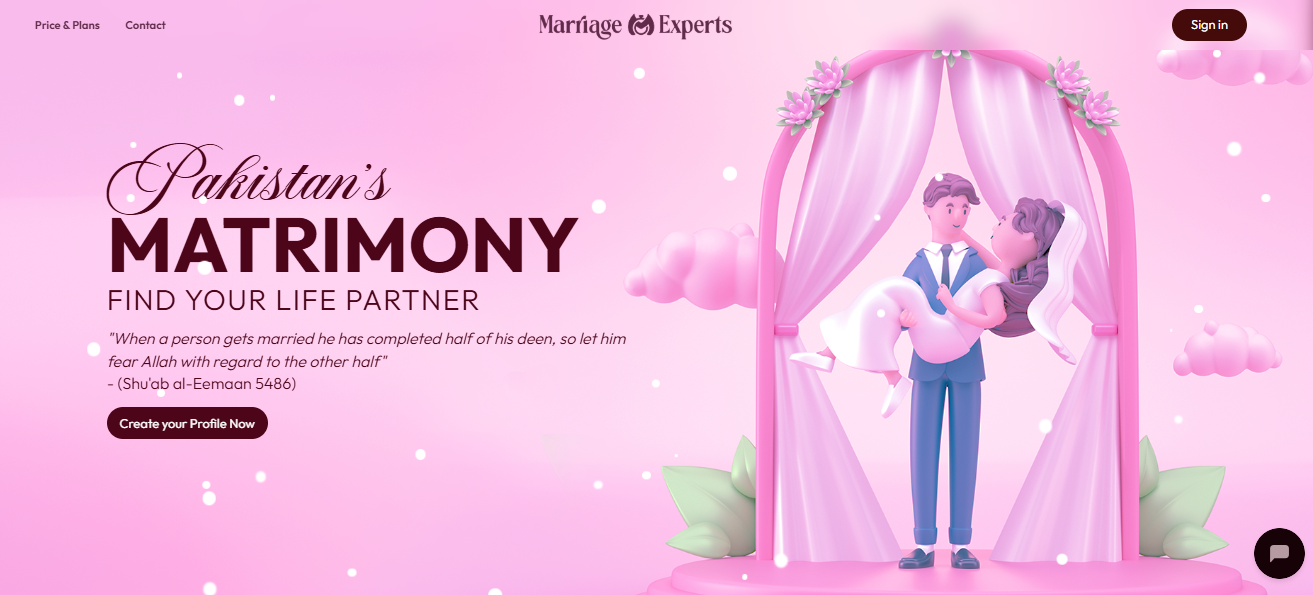 Price & Plans
Contact
Marriage Experts
Sign in
Pakistan's
MATRIMONY
FIND YOUR LIFE PARTNER
"When a person gets married he has completed half of his deen, so let him
fear Allah with regard to the other half"
- (Shu'ab al-Eemaan 5486)
Create your Profile Now